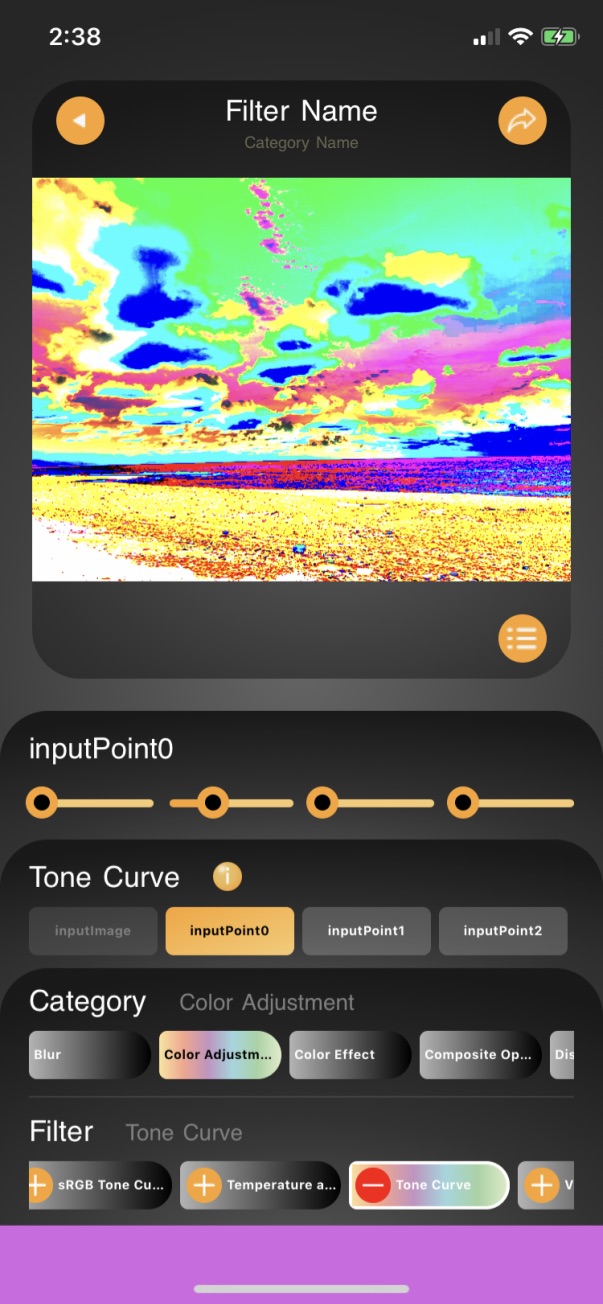 2:38
Filter Name
Category Name
inputPoint0
Tone Curve i
inputImage inputPoint0 inputPoint1 inputPoint2
Category Color Adjustment
Blur Color Adjustm... Color Effect Composite Op... Dis
Filter Tone Curve
sRGB Tone Cu... Temperature a... Tone Curve V